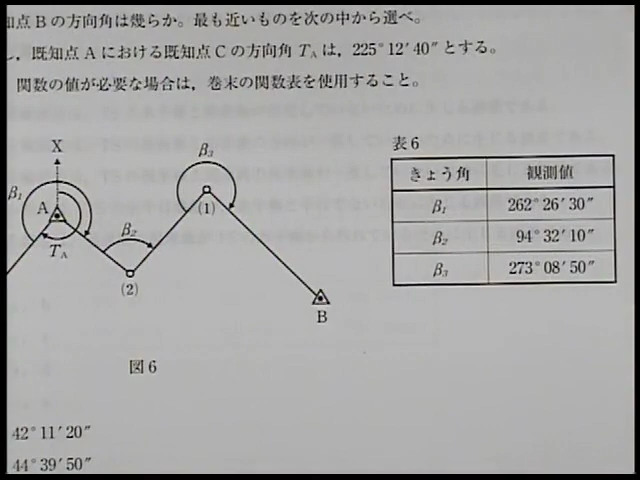 知点Bの方向角は幾らか。最も近いものを次の中から選べ。
し,既知点Aにおける既知点Cの方向角 TA は,225°12′40″とする。
関数の値が必要な場合は,巻末の関数表を使用すること。
X
β1
A
TA
β2
(2)
β3
(1)
B
図6
表6
きょう角 観測値
β1 262°26′30″
β2 94°32′10″
β3 273°08′50″
42°11′20″
44°39′50″